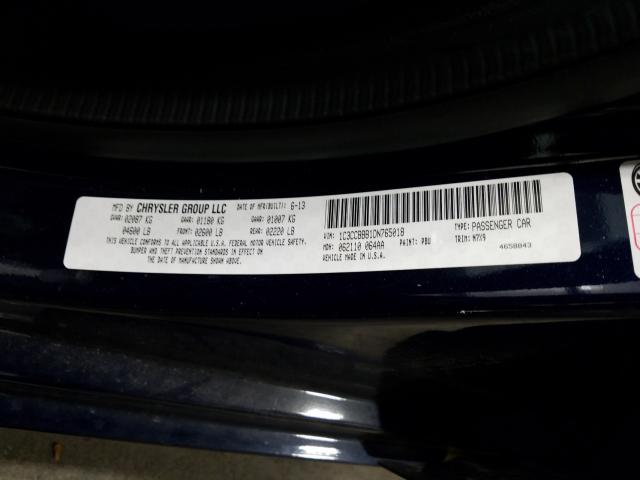 MFD BY CHRYSLER GROUP LLC DATE OF MFR(BUILT): 6-13
GVWR: 02087 KG GAWR: 01180 KG GAWR: 01007 KG
04600 LB FRONT: 02600 LB REAR: 02220 LB
THIS VEHICLE CONFORMS TO ALL APPLICABLE U.S.A. FEDERAL MOTOR VEHICLE SAFETY,
BUMPER AND THEFT PREVENTION STANDARDS IN EFFECT ON
THE DATE OF MANUFACTURE SHOWN ABOVE.
VIN: 1C3CCBBB1DN765018 TYPE: PASSENGER CAR
MDH: 062110 064AA PAINT: PBU TRIM: N7X9
VEHICLE MADE IN U.S.A. 4658843